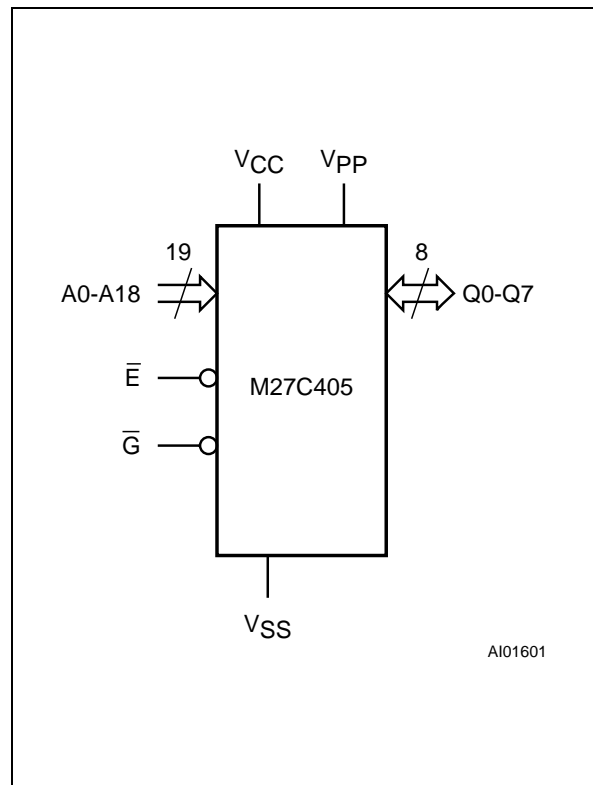 VCC VPP
19 8
A0-A18 Q0-Q7
E̅
M27C405
G̅
VSS
AI01601